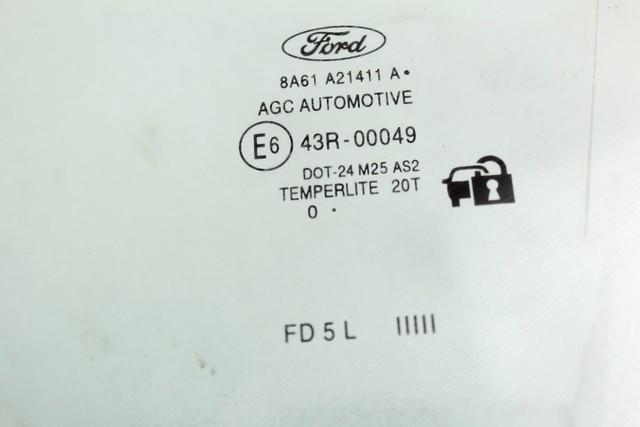 Ford
8A61 A21411 A•
AGC AUTOMOTIVE
E6 43R-00049
DOT-24 M25 AS2
TEMPERLITE 20T
0 •
FD 5 L IIIII